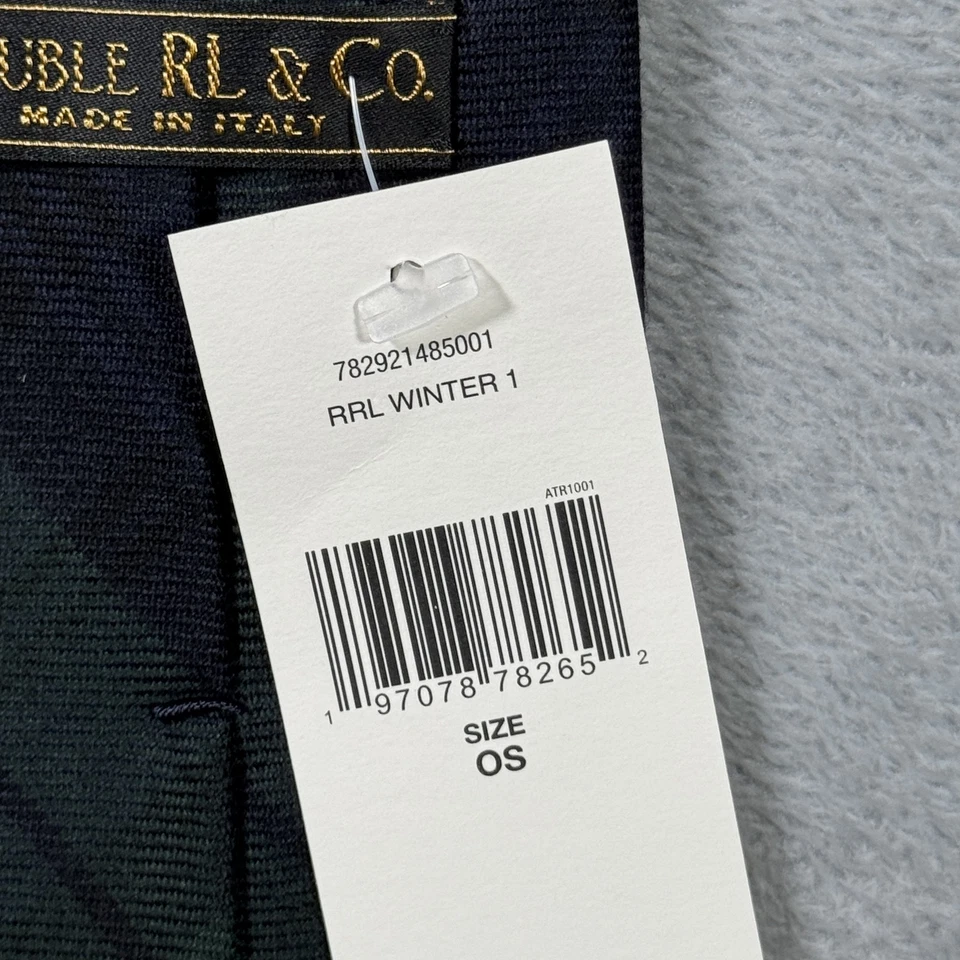 UBLE RL & CO.
MADE IN ITALY
782921485001
RRL WINTER 1
ATR1001
1 97078 78265 2
SIZE
OS